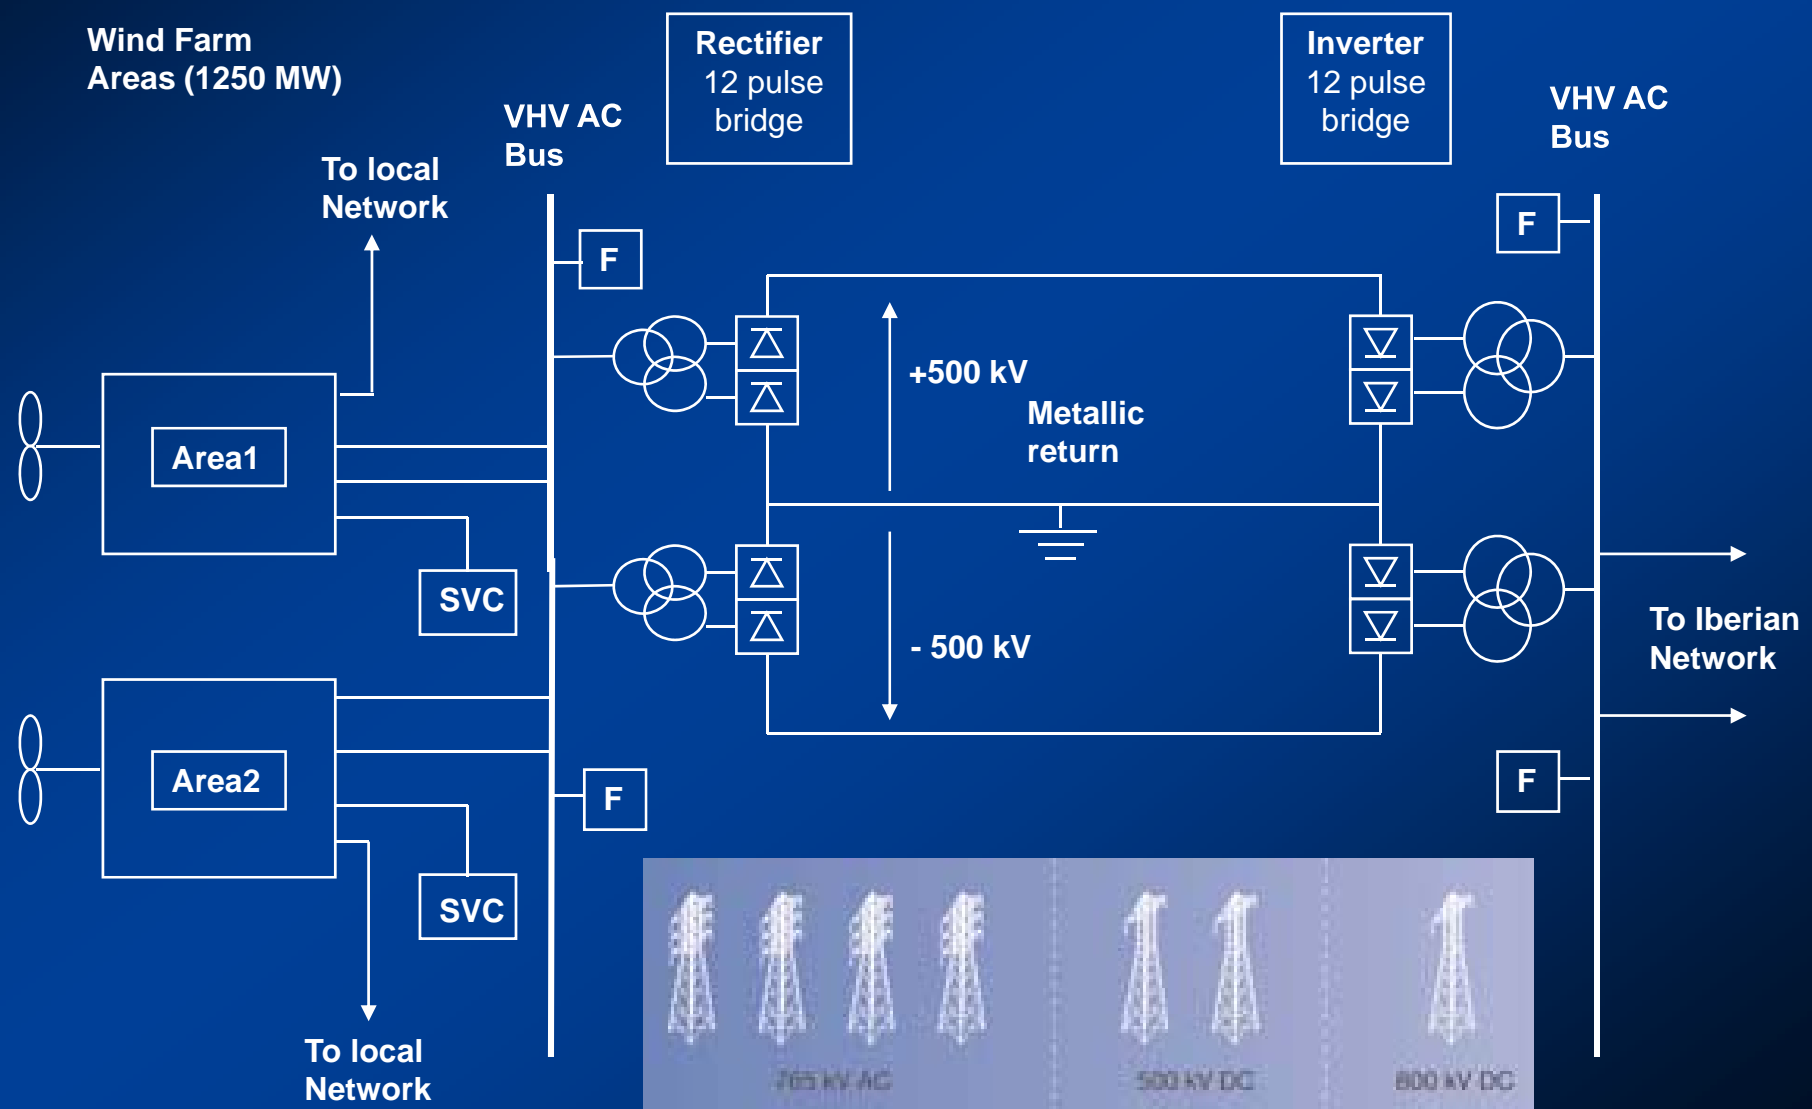 Wind Farm
Areas (1250 MW)
Rectifier
12 pulse
bridge
Inverter
12 pulse
bridge
VHV AC
Bus
VHV AC
Bus
To local
Network
F
F
+500 kV
Metallic
return
Area1
SVC
- 500 kV
To Iberian
Network
Area2
F
F
SVC
To local
Network
765 kV AC
500 kV DC
800 kV DC